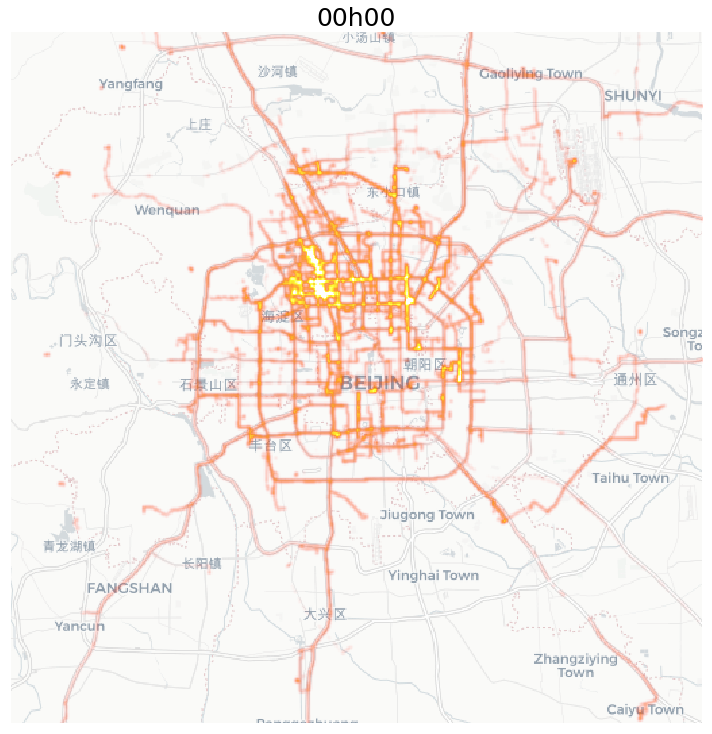 00h00
小汤山镇
沙河镇
Gaoliying Town
Yangfang
SHUNYI
上庄
东小口镇
Wenquan
海淀区
门头沟区
朝阳区
永定镇
石景山区
BEIJING
通州区
丰台区
Taihu Town
Jiugong Town
青龙湖镇
长阳镇
Yinghai Town
FANGSHAN
大兴区
Yancun
Zhangziying
Town
Caiyu Town